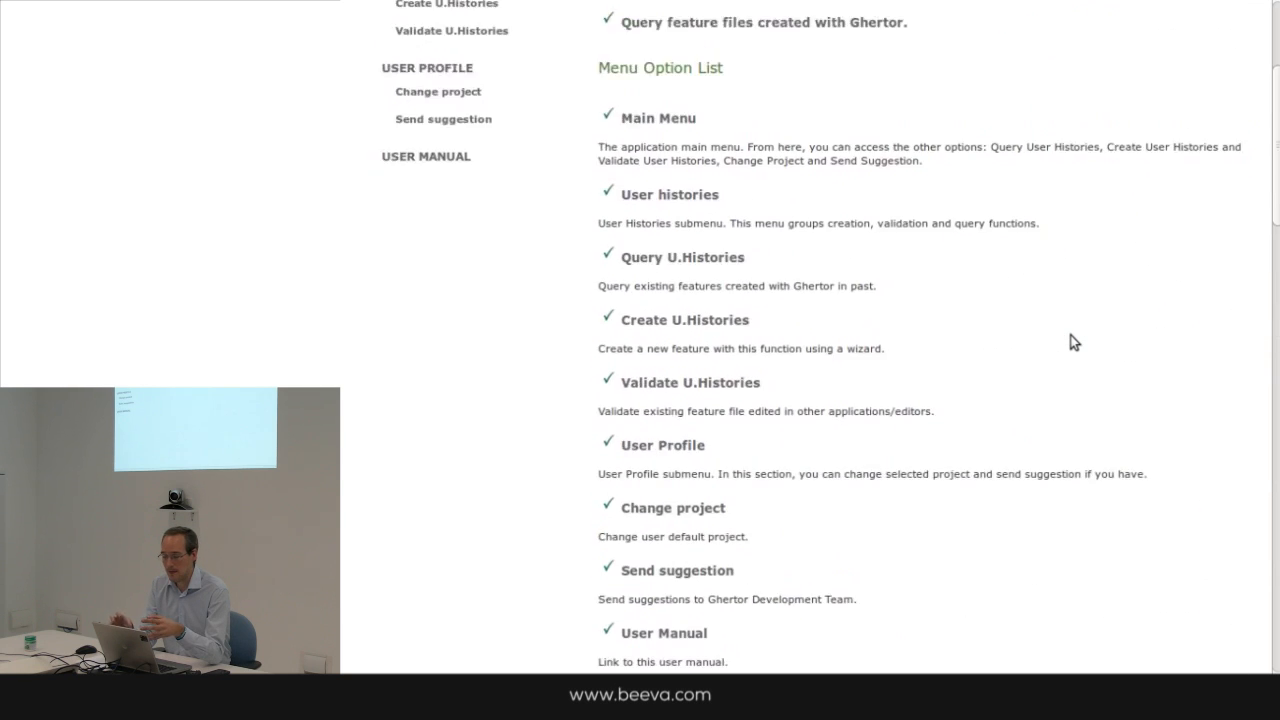 Create U.Histories
Validate U.Histories
USER PROFILE
Change project
Send suggestion
USER MANUAL
Query feature files created with Ghertor.
Menu Option List
Main Menu
The application main menu. From here, you can access the other options: Query User Histories, Create User Histories and
Validate User Histories, Change Project and Send Suggestion.
User histories
User Histories submenu. This menu groups creation, validation and query functions.
Query U.Histories
Query existing features created with Ghertor in past.
Create U.Histories
Create a new feature with this function using a wizard.
Validate U.Histories
Validate existing feature file edited in other applications/editors.
User Profile
User Profile submenu. In this section, you can change selected project and send suggestion if you have.
Change project
Change user default project.
Send suggestion
Send suggestions to Ghertor Development Team.
User Manual
Link to this user manual.
www.beeva.com